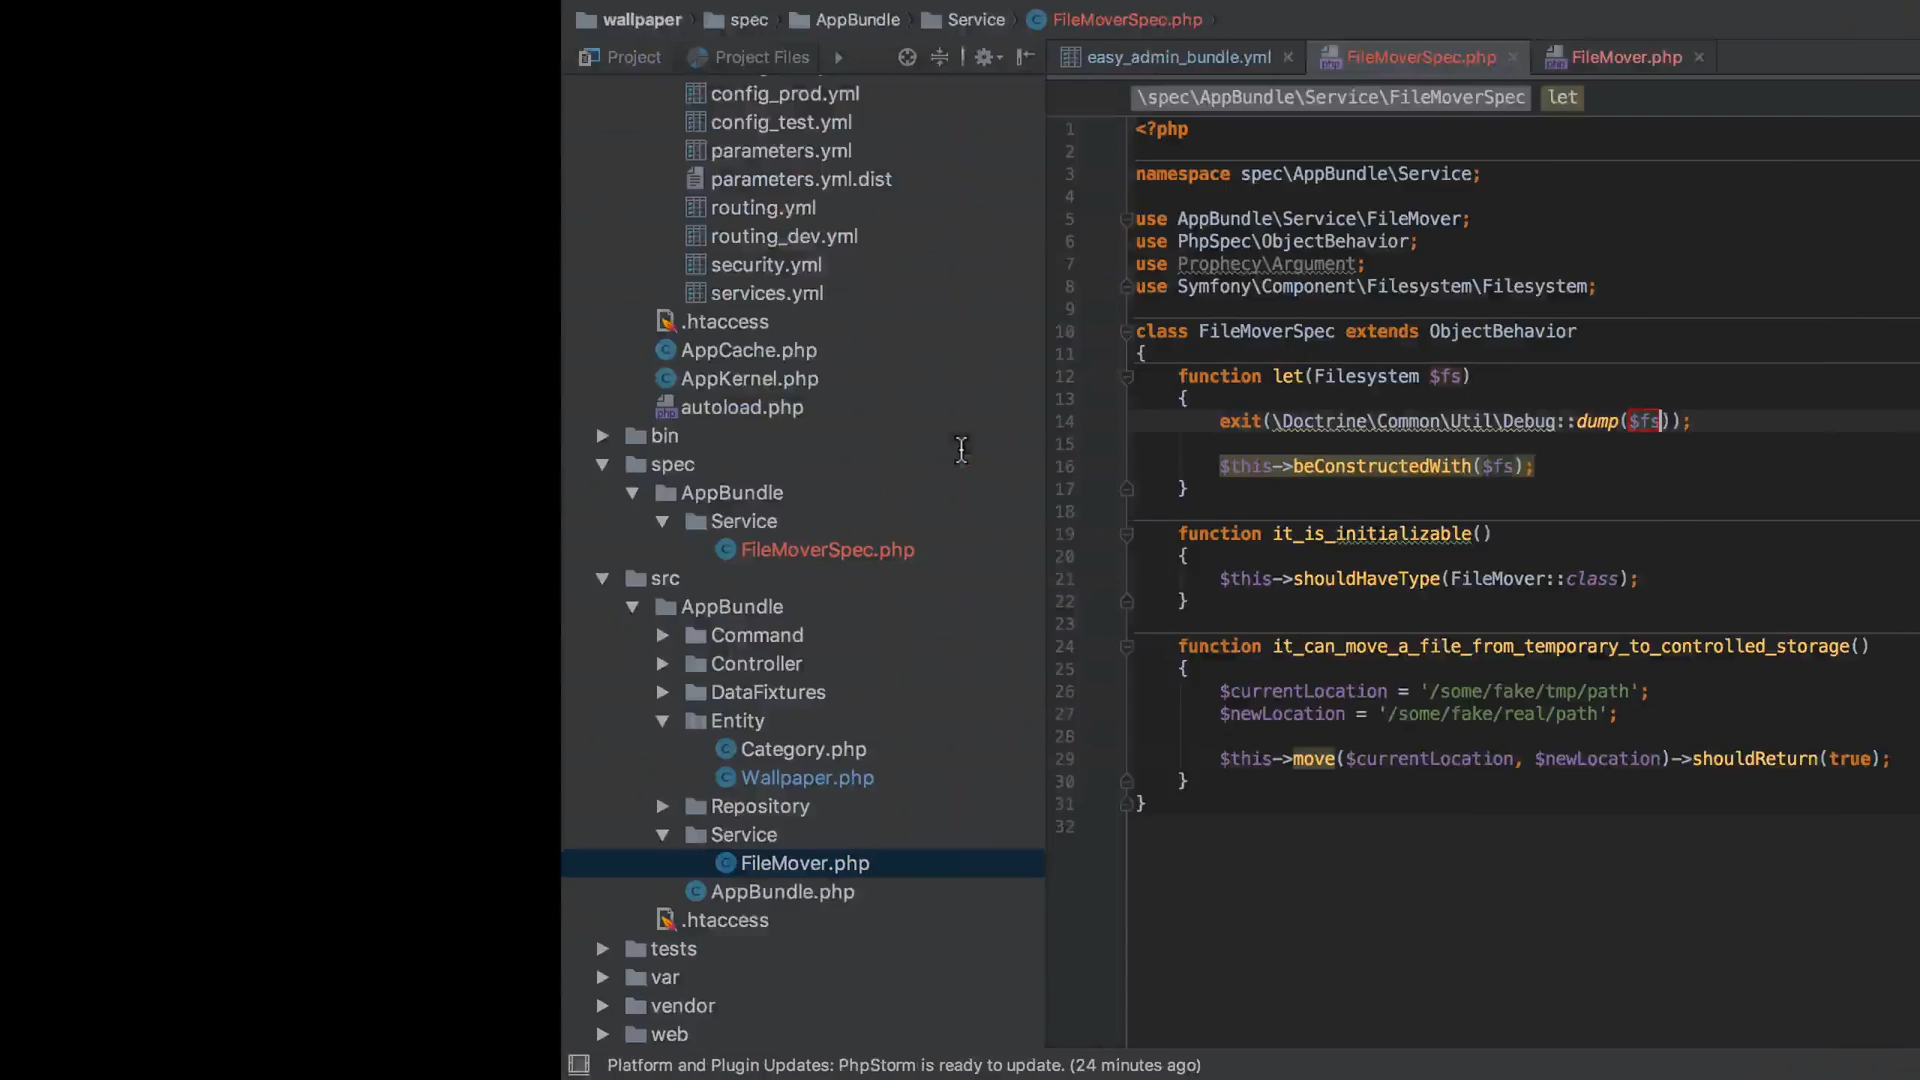 wallpaper spec AppBundle Service FileMoverSpec.php
Project Project Files
easy_admin_bundle.yml FileMoverSpec.php FileMover.php
config_prod.yml
config_test.yml
parameters.yml
parameters.yml.dist
routing.yml
routing_dev.yml
security.yml
services.yml
.htaccess
AppCache.php
AppKernel.php
autoload.php
bin
spec
AppBundle
Service
FileMoverSpec.php
src
AppBundle
Command
Controller
DataFixtures
Entity
Category.php
Wallpaper.php
Repository
Service
FileMover.php
AppBundle.php
.htaccess
tests
var
vendor
web
\spec\AppBundle\Service\FileMoverSpec let
1 <?php
2
3 namespace spec\AppBundle\Service;
4
5 use AppBundle\Service\FileMover;
6 use PhpSpec\ObjectBehavior;
7 use Prophecy\Argument;
8 use Symfony\Component\Filesystem\Filesystem;
9
10 class FileMoverSpec extends ObjectBehavior
11 {
12 function let(Filesystem $fs)
13 {
14 exit(\Doctrine\Common\Util\Debug::dump($fs));
15
16 $this->beConstructedWith($fs);
17 }
18
19 function it_is_initializable()
20 {
21 $this->shouldHaveType(FileMover::class);
22 }
23
24 function it_can_move_a_file_from_temporary_to_controlled_storage()
25 {
26 $currentLocation = '/some/fake/tmp/path';
27 $newLocation = '/some/fake/real/path';
28
29 $this->move($currentLocation, $newLocation)->shouldReturn(true);
30 }
31 }
32
Platform and Plugin Updates: PhpStorm is ready to update. (24 minutes ago)